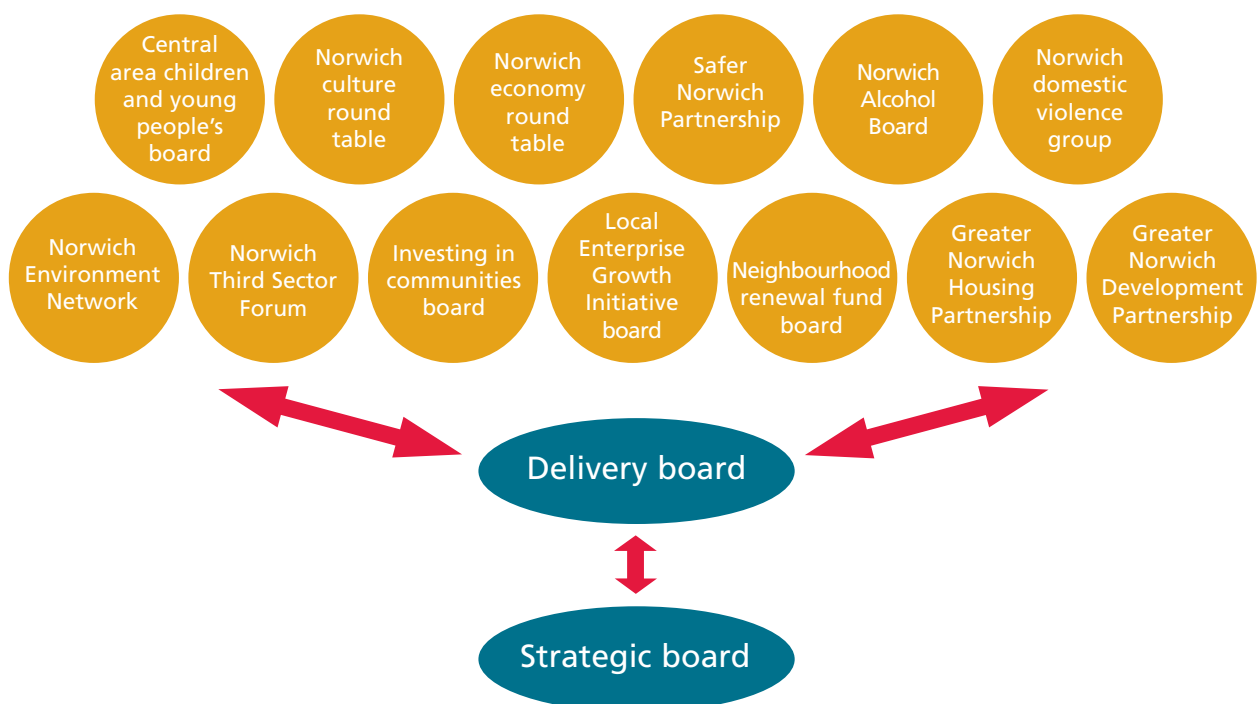 Central
area children
and young
people’s
board
Norwich
culture
round
table
Norwich
economy
round
table
Safer
Norwich
Partnership
Norwich
Alcohol
Board
Norwich
domestic
violence
group
Norwich
Environment
Network
Norwich
Third Sector
Forum
Investing in
communities
board
Local
Enterprise
Growth
Initiative
board
Neighbourhood
renewal fund
board
Greater
Norwich
Housing
Partnership
Greater
Norwich
Development
Partnership
Delivery board
Strategic board